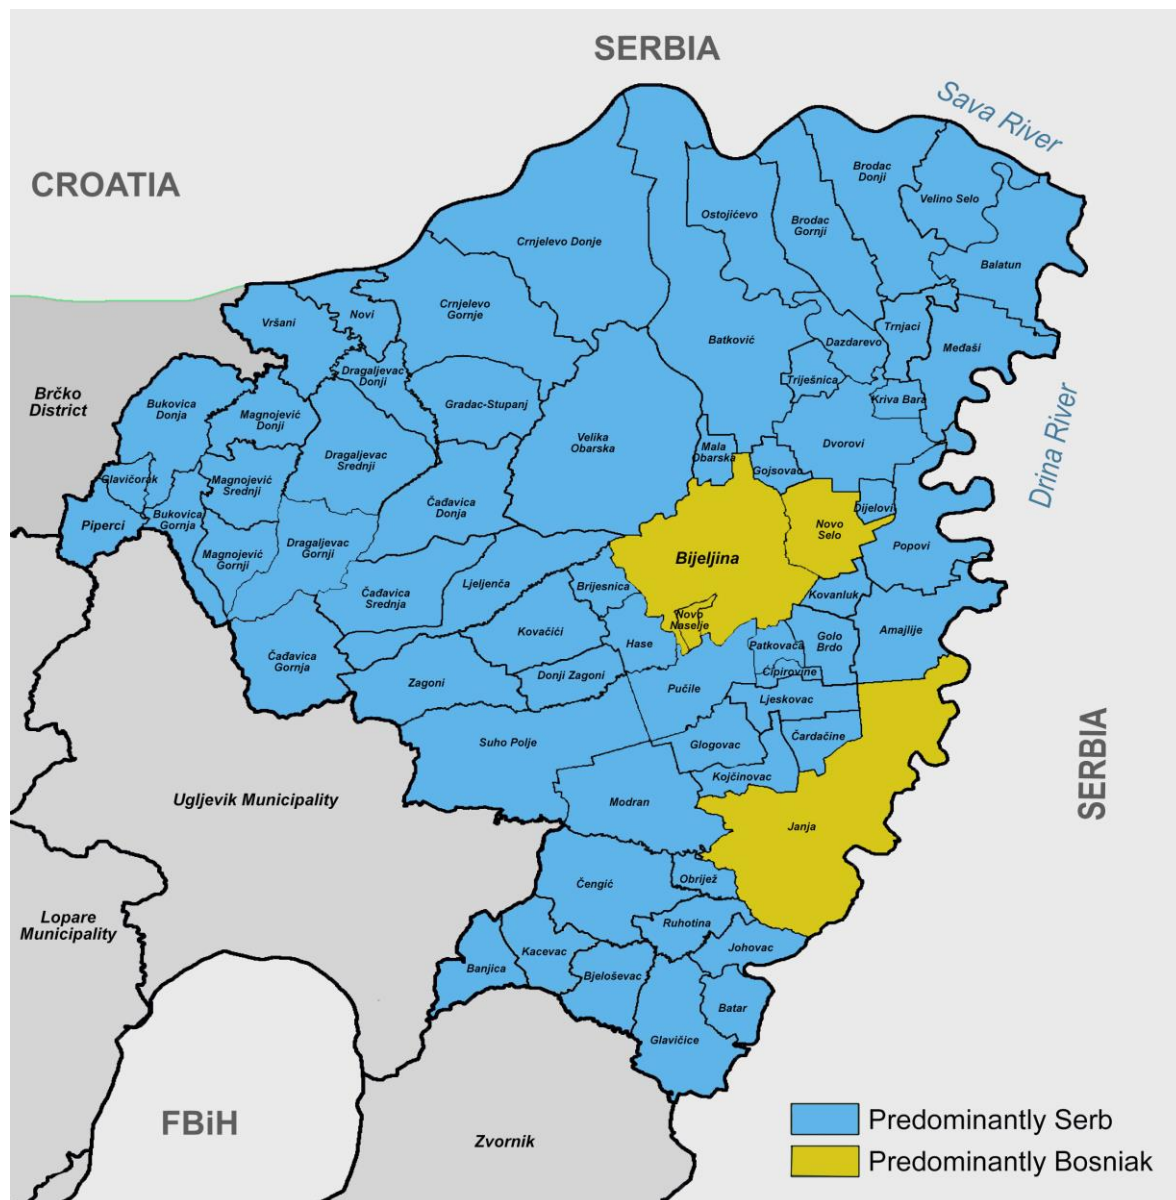 SERBIA
Sava River
CROATIA
Brodac
Donji
Velino Selo
Ostojićevo
Brodac
Gornji
Crnjelevo Donje
Balatun
Crnjelevo
Gornje
Novi
Vršani
Trnjaci
Batković
Dazdarevo
Međaši
Dragaljevac
Donji
Triješnica
Kriva Bara
Brčko
District
Bukovica
Donja
Magnojević
Donji
Gradac-Stupanj
Drina River
Velika
Obarska
Mala
Obarska
Dvorovi
Dragaljevac
Srednji
Gojsovac
Glavičorak
Magnojević
Srednji
Čađavica
Donja
Dijelovi
Piperci
Bukovica
Gornja
Novo
Selo
Dragaljevac
Gornji
Popovi
Magnojević
Gornji
Bijeljina
Ljeljenča
Brijesnica
Čađavica
Srednja
Kovanluk
Novo
Naselje
Kovačići
Hase
Patkovača
Golo
Brdo
Amajlije
Čađavica
Gornja
Zagoni
Donji Zagoni
Ćipirovine
Pučile
Ljeskovac
SERBIA
Suho Polje
Glogovac
Čardačine
Kojčinovac
Ugljevik Municipality
Modran
Janja
Čengić
Obrijež
Lopare
Municipality
Ruhotina
Johovac
Kacevac
Banjica
Bjeloševac
Batar
Glavičice
FBiH
Zvornik
Predominantly Serb
Predominantly Bosniak